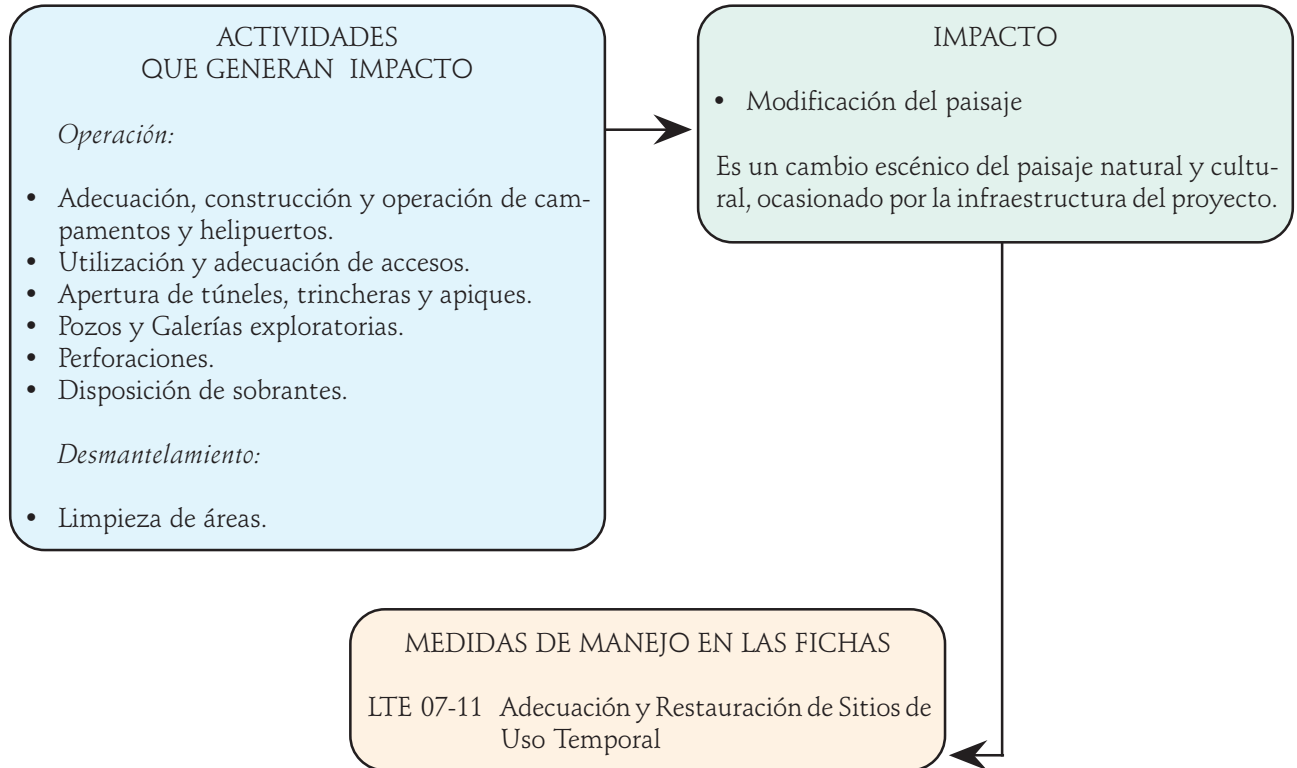 ACTIVIDADES
QUE GENERAN IMPACTO
Operación:
• Adecuación, construcción y operación de cam-
pamentos y helipuertos.
• Utilización y adecuación de accesos.
• Apertura de túneles, trincheras y apiques.
• Pozos y Galerías exploratorias.
• Perforaciones.
• Disposición de sobrantes.
Desmantelamiento:
• Limpieza de áreas.
IMPACTO
• Modificación del paisaje
Es un cambio escénico del paisaje natural y cultu-
ral, ocasionado por la infraestructura del proyecto.
MEDIDAS DE MANEJO EN LAS FICHAS
LTE 07-11 Adecuación y Restauración de Sitios de
Uso Temporal